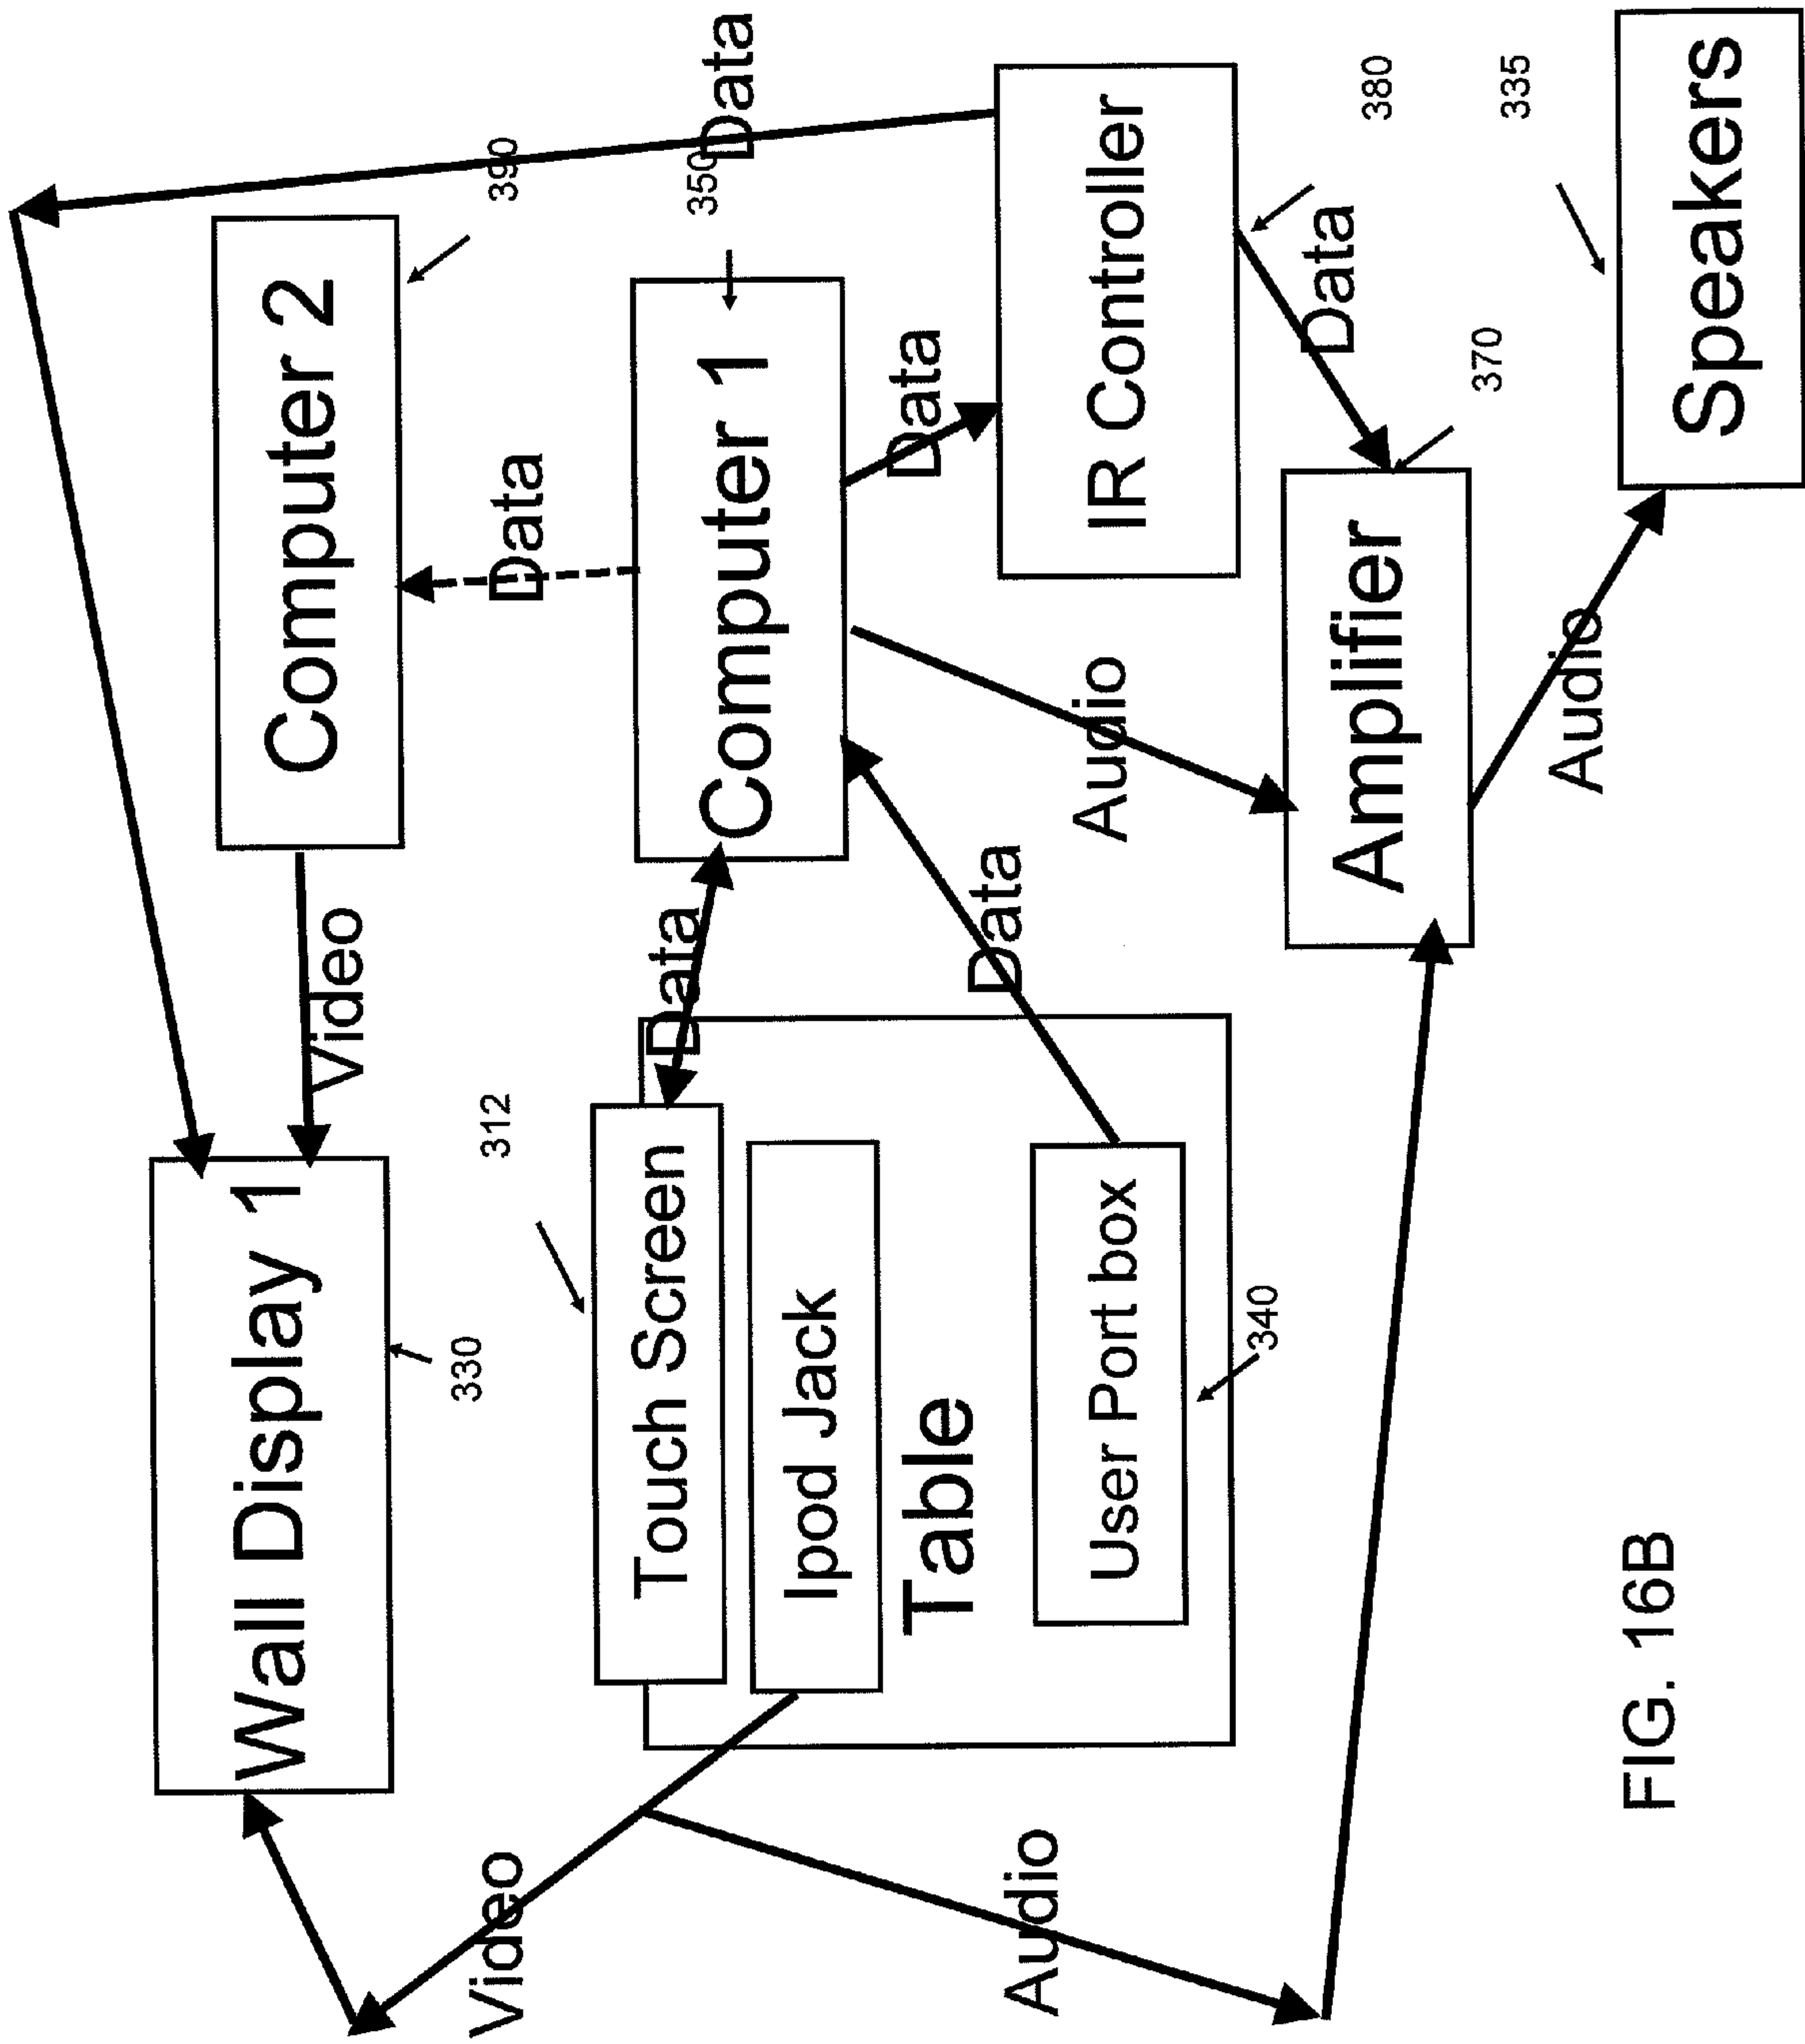 Wall Display 1
330
Video
Computer 2
390
Data
Video
312
Touch Screen
Data
Computer 1
350
Data
Ipod Jack
Table
Data
Data
IR Controller
User Port box
340
Audio
Audio
Data
380
Amplifier
370
335
Audio
Speakers
FIG. 16B